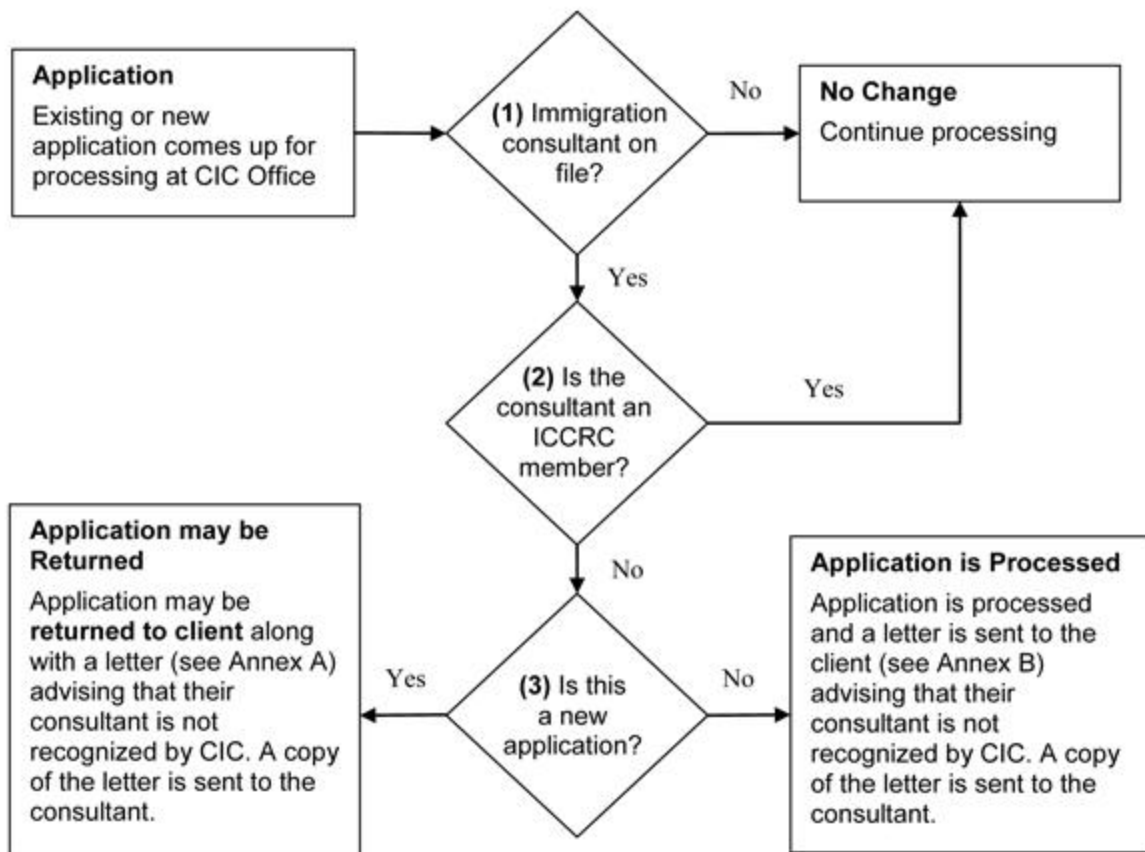 Application
Existing or new
application comes up for
processing at CIC Office
(1) Immigration
consultant on
file?
No
No Change
Continue processing
Yes
(2) Is the
consultant an
ICCRC
member?
Yes
No
Application may be
Returned
Application may be
returned to client along
with a letter (see Annex A)
advising that their
consultant is not
recognized by CIC. A copy
of the letter is sent to the
consultant.
Yes
(3) Is this
a new
application?
No
Application is Processed
Application is processed
and a letter is sent to the
client (see Annex B)
advising that their
consultant is not
recognized by CIC. A copy
of the letter is sent to the
consultant.